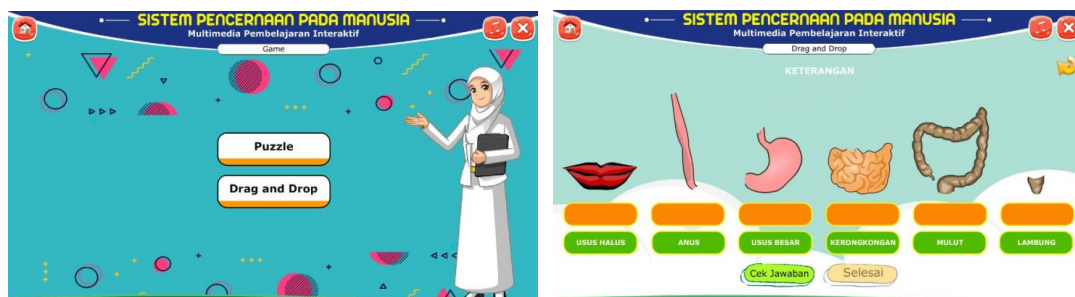 SISTEM PENCERNAAN PADA MANUSIA
Multimedia Pembelajaran Interaktif
Game
Puzzle
Drag and Drop
SISTEM PENCERNAAN PADA MANUSIA
Multimedia Pembelajaran Interaktif
Drag and Drop
KETERANGAN
USUS HALUS ANUS USUS BESAR KERONGKONGAN MULUT LAMBUNG
Cek Jawaban Selesai